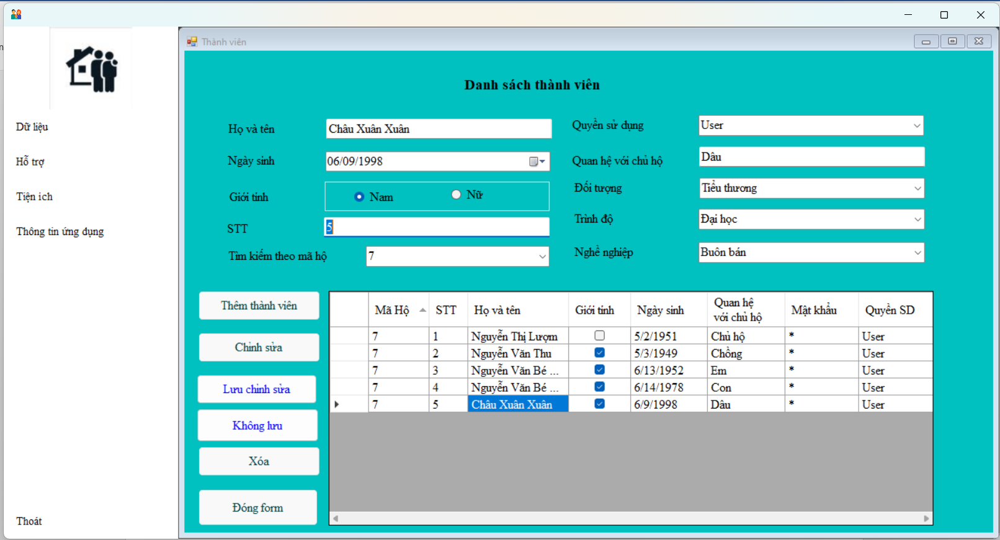 Thành viên
Danh sách thành viên
Dữ liệu
Hỗ trợ
Tiện ích
Thông tin ứng dụng
Thoát
Họ và tên
Châu Xuân Xuân
Ngày sinh
06/09/1998
Giới tính
Nam
Nữ
STT
5
Tìm kiếm theo mã hộ
7
Quyền sử dụng
User
Quan hệ với chủ hộ
Dâu
Đối tượng
Tiểu thương
Trình độ
Đại học
Nghề nghiệp
Buôn bán
Thêm thành viên
Chỉnh sửa
Lưu chỉnh sửa
Không lưu
Xóa
Đóng form
Mã Hộ STT Họ và tên Giới tính Ngày sinh Quan hệ với chủ hộ Mật khẩu Quyền SD
7 1 Nguyễn Thị Lượm 5/2/1951 Chủ hộ * User
7 2 Nguyễn Văn Thu 5/3/1949 Chồng * User
7 3 Nguyễn Văn Bé ... 6/13/1952 Em * User
7 4 Nguyễn Văn Bé ... 6/14/1978 Con * User
7 5 Châu Xuân Xuân 6/9/1998 Dâu * User